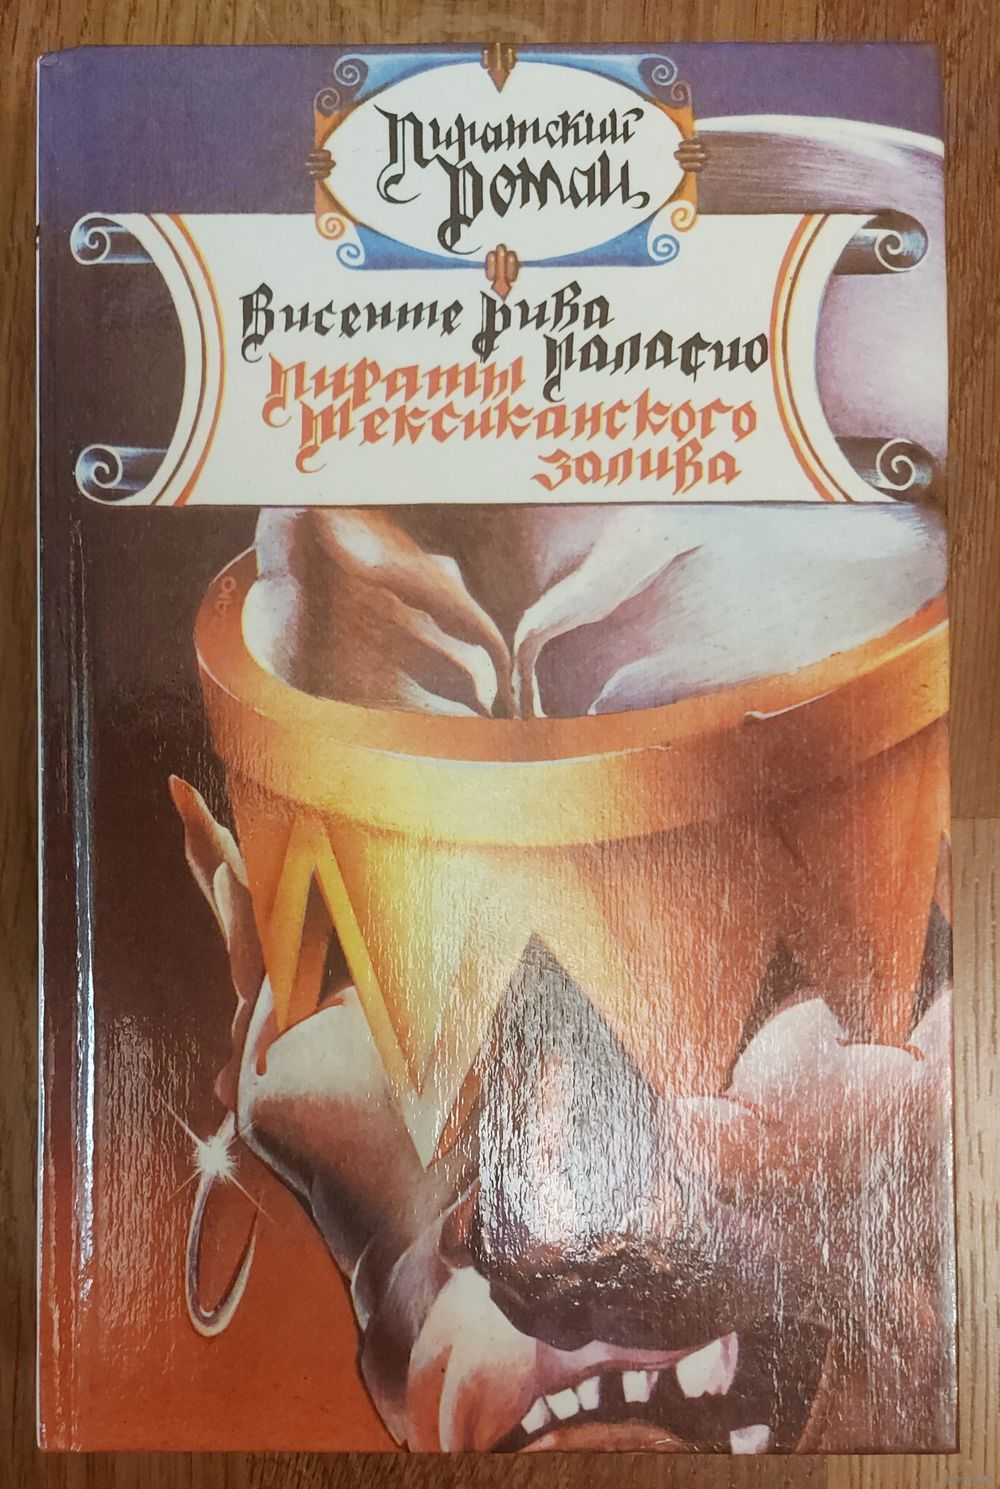 Пиратский
Роман
Висенте Рива
Паласио
Пираты
Мексиканского
залива